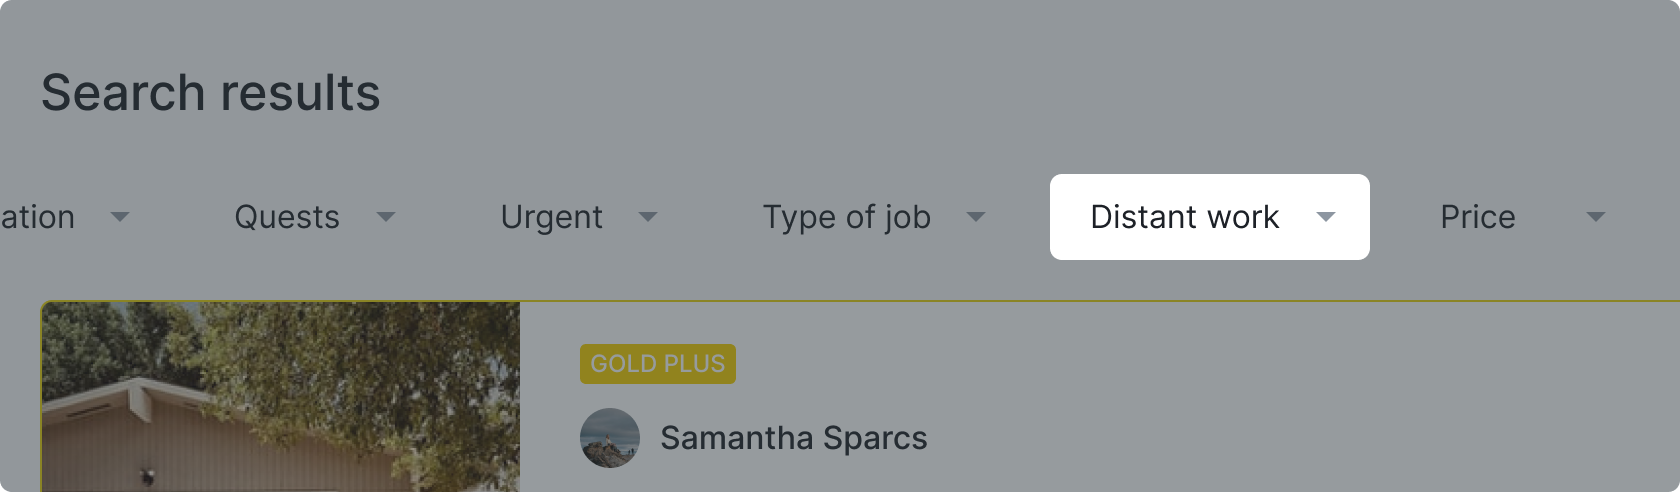 Search results
ation Quests Urgent Type of job Distant work Price
GOLD PLUS
Samantha Sparcs